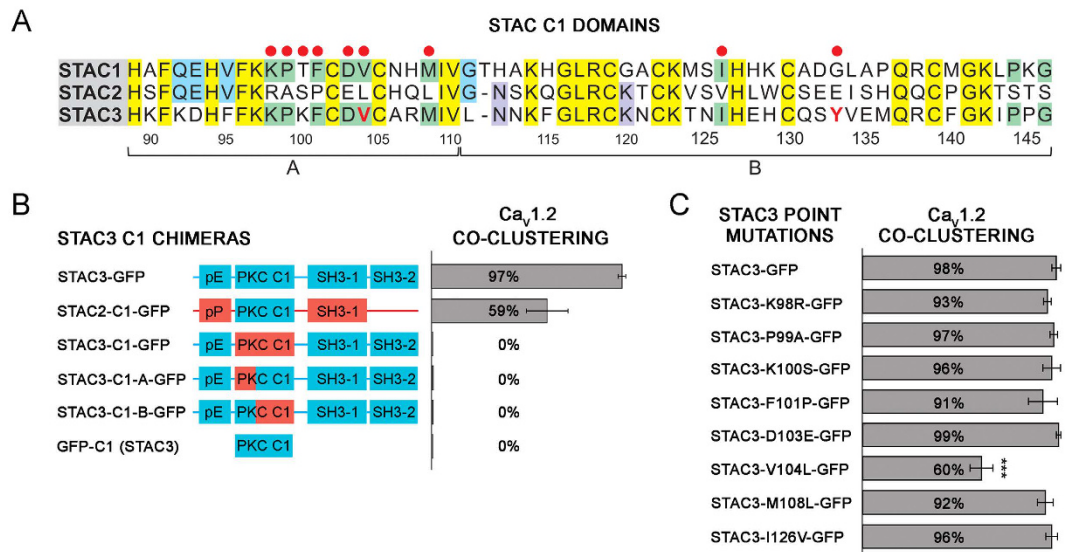 A
STAC C1 DOMAINS
STAC1 HAFQEHVFKKPTFCDVCNHMIVGTHAKHGLRCGACKMSIHHKCADGLAPQRCMGKLPKG
STAC2 HSFQEHVFKRASPCELCHQLIVG-NSKQGLRCKTCKVSVHLWCSEEISHQQCPGKTSTS
STAC3 HKFKDHFFKKPKFCDVCARMIVL-NNKFGLRCKNCKTNIHEHCQSYVEMQRCFGKIPPG
90 95 100 105 110 115 120 125 130 135 140 145
A B
B
STAC3 C1 CHIMERAS
Cav1.2
CO-CLUSTERING
STAC3-GFP pE PKC C1 SH3-1 SH3-2 97%
STAC2-C1-GFP pP PKC C1 SH3-1 59%
STAC3-C1-GFP pE PKC C1 SH3-1 SH3-2 0%
STAC3-C1-A-GFP pE PKC C1 SH3-1 SH3-2 0%
STAC3-C1-B-GFP pE PKC C1 SH3-1 SH3-2 0%
GFP-C1 (STAC3) PKC C1 0%
C
STAC3 POINT
MUTATIONS
Cav1.2
CO-CLUSTERING
STAC3-GFP 98%
STAC3-K98R-GFP 93%
STAC3-P99A-GFP 97%
STAC3-K100S-GFP 96%
STAC3-F101P-GFP 91%
STAC3-D103E-GFP 99%
STAC3-V104L-GFP 60% ***
STAC3-M108L-GFP 92%
STAC3-I126V-GFP 96%